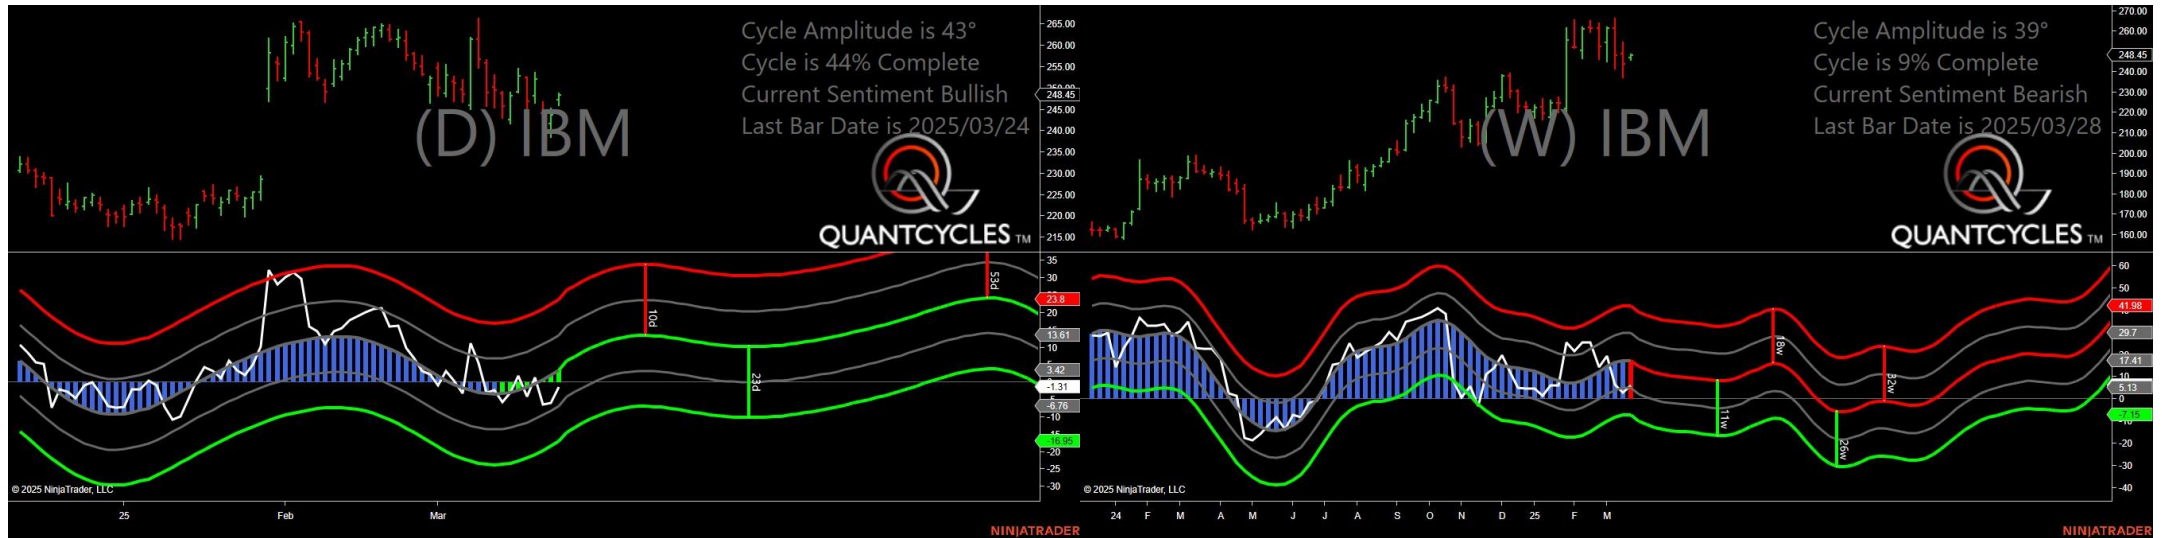 Cycle Amplitude is 43°
Cycle is 44% Complete
Current Sentiment Bullish
Last Bar Date is 2025/03/24
(D) IBM
QUANTCYCLES TM
265.00
260.00
255.00
248.45
245.00
240.00
235.00
230.00
225.00
220.00
215.00
10d
23d
53d
35
30
23.8
20
13.61
10
3.42
-1.31
-6.76
-10
-16.95
-20
-25
-30
© 2025 NinjaTrader, LLC
25
Feb
Mar
NINJATRADER
Cycle Amplitude is 39°
Cycle is 9% Complete
Current Sentiment Bearish
Last Bar Date is 2025/03/28
(W) IBM
QUANTCYCLES TM
270.00
248.45
240.00
230.00
220.00
210.00
200.00
190.00
180.00
170.00
160.00
11w
18w
26w
32w
60
50
41.98
29.7
17.41
5.13
0
-7.15
-20
-30
-40
© 2025 NinjaTrader, LLC
24 F M A M J J A S O N D 25 F M
NINJATRADER